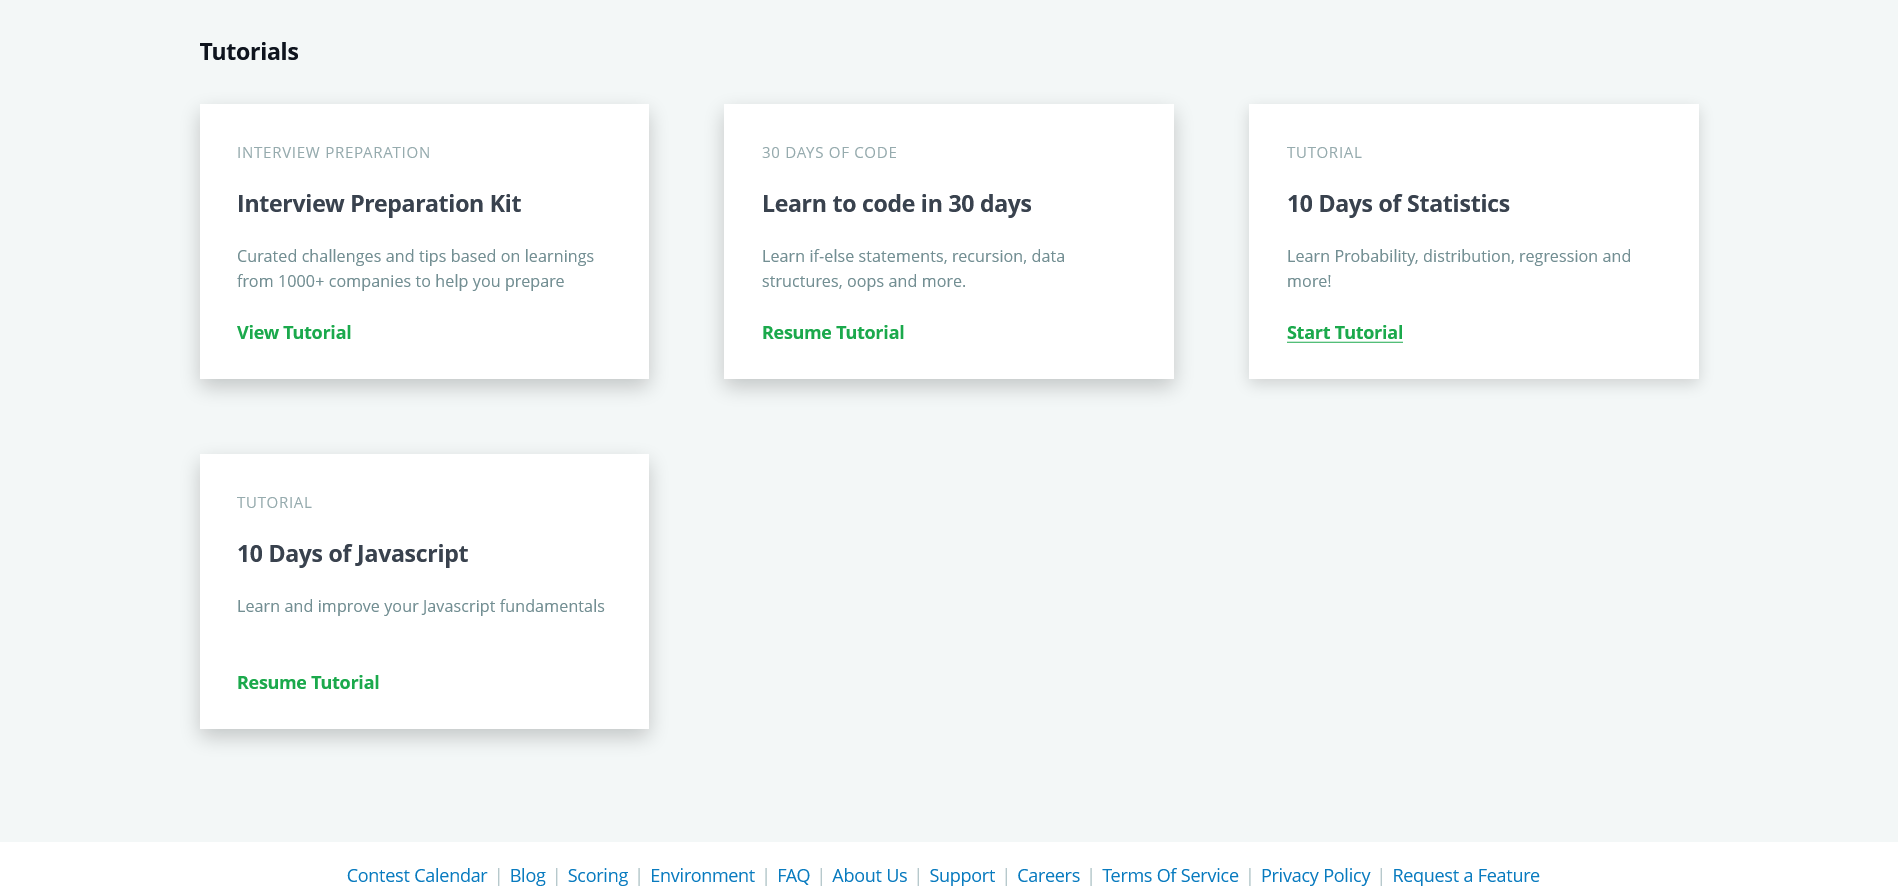 Tutorials
INTERVIEW PREPARATION
Interview Preparation Kit
Curated challenges and tips based on learnings
from 1000+ companies to help you prepare
View Tutorial
30 DAYS OF CODE
Learn to code in 30 days
Learn if-else statements, recursion, data
structures, oops and more.
Resume Tutorial
TUTORIAL
10 Days of Statistics
Learn Probability, distribution, regression and
more!
Start Tutorial
TUTORIAL
10 Days of Javascript
Learn and improve your Javascript fundamentals
Resume Tutorial
Contest Calendar | Blog | Scoring | Environment | FAQ | About Us | Support | Careers | Terms Of Service | Privacy Policy | Request a Feature